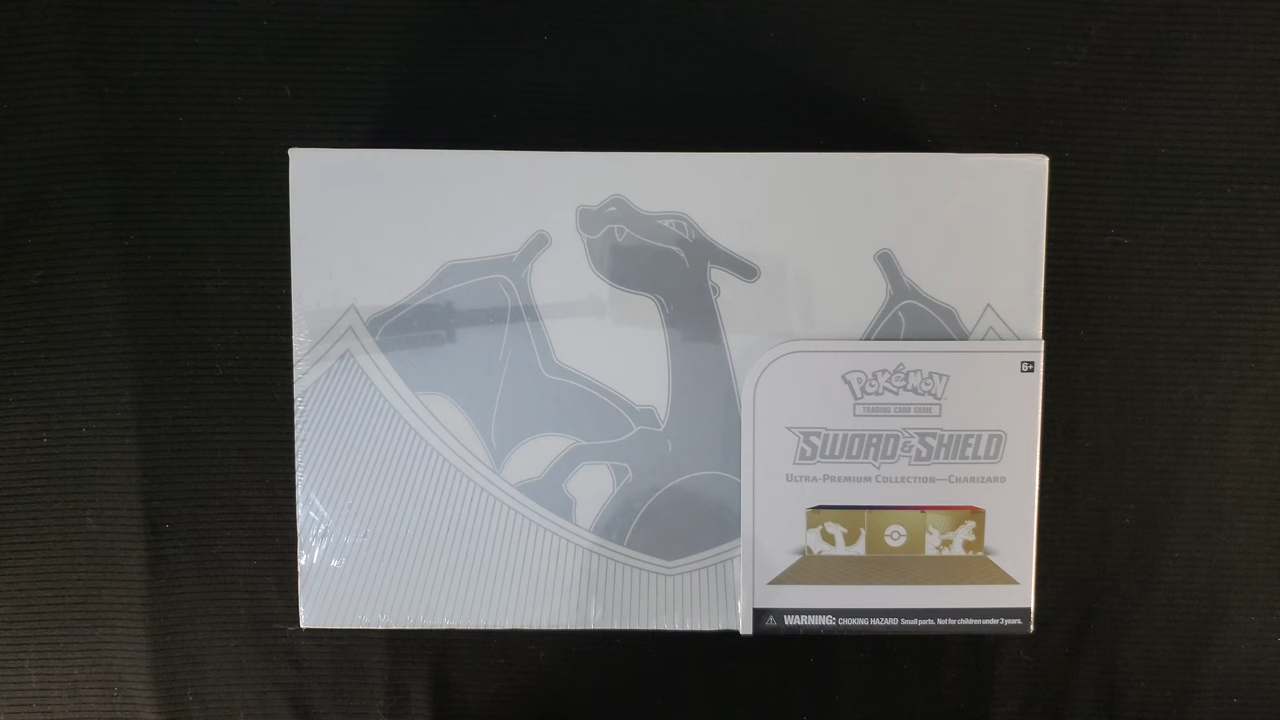 6+
POKéMON
TRADING CARD GAME
SWORD & SHIELD
ULTRA-PREMIUM COLLECTION—CHARIZARD
WARNING: CHOKING HAZARD Small parts. Not for children under 3 years.